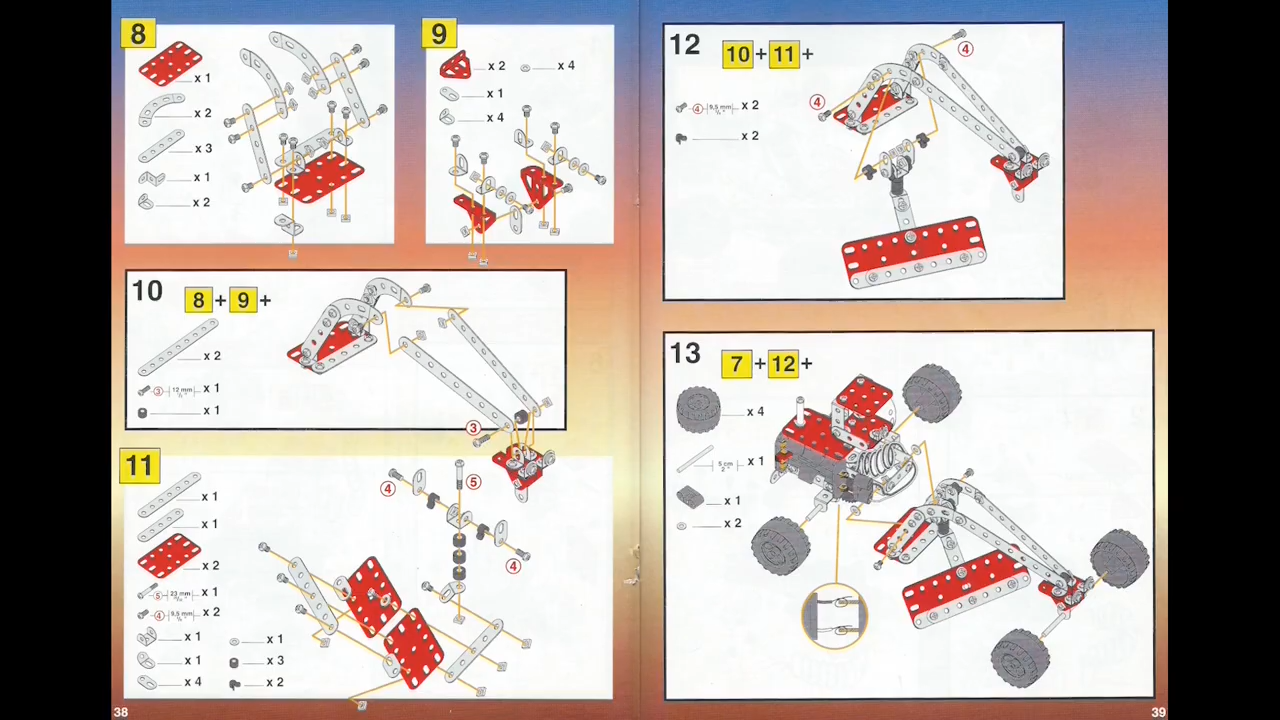 8
x 1
x 2
x 3
x 1
x 2
9
x 2
x 4
x 1
x 4
10
8 + 9 +
x 2
③ 12 mm x 1
x 1
③
11
x 1
x 1
x 2
⑤ 23 mm x 1
④ 9,5 mm x 2
x 1
x 1
x 1
x 3
x 4
x 2
④
⑤
④
38
12
10 + 11 +
④ 9,5 mm x 2
x 2
④
④
13
7 + 12 +
x 4
5 cm
2" x 1
x 1
x 2
39